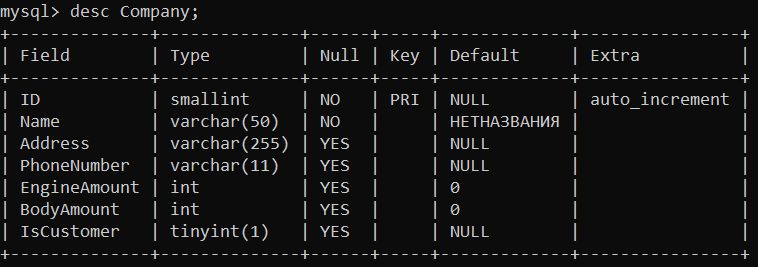 mysql> desc Company;
+--------------+--------------+------+-----+-------------+----------------+
| Field        | Type         | Null | Key | Default     | Extra          |
+--------------+--------------+------+-----+-------------+----------------+
| ID           | smallint     | NO   | PRI | NULL        | auto_increment |
| Name         | varchar(50)  | NO   |     | НЕТНАЗВАНИЯ |                |
| Address      | varchar(255) | YES  |     | NULL        |                |
| PhoneNumber  | varchar(11)  | YES  |     | NULL        |                |
| EngineAmount | int          | YES  |     | 0           |                |
| BodyAmount   | int          | YES  |     | 0           |                |
| IsCustomer   | tinyint(1)   | YES  |     | NULL        |                |
+--------------+--------------+------+-----+-------------+----------------+